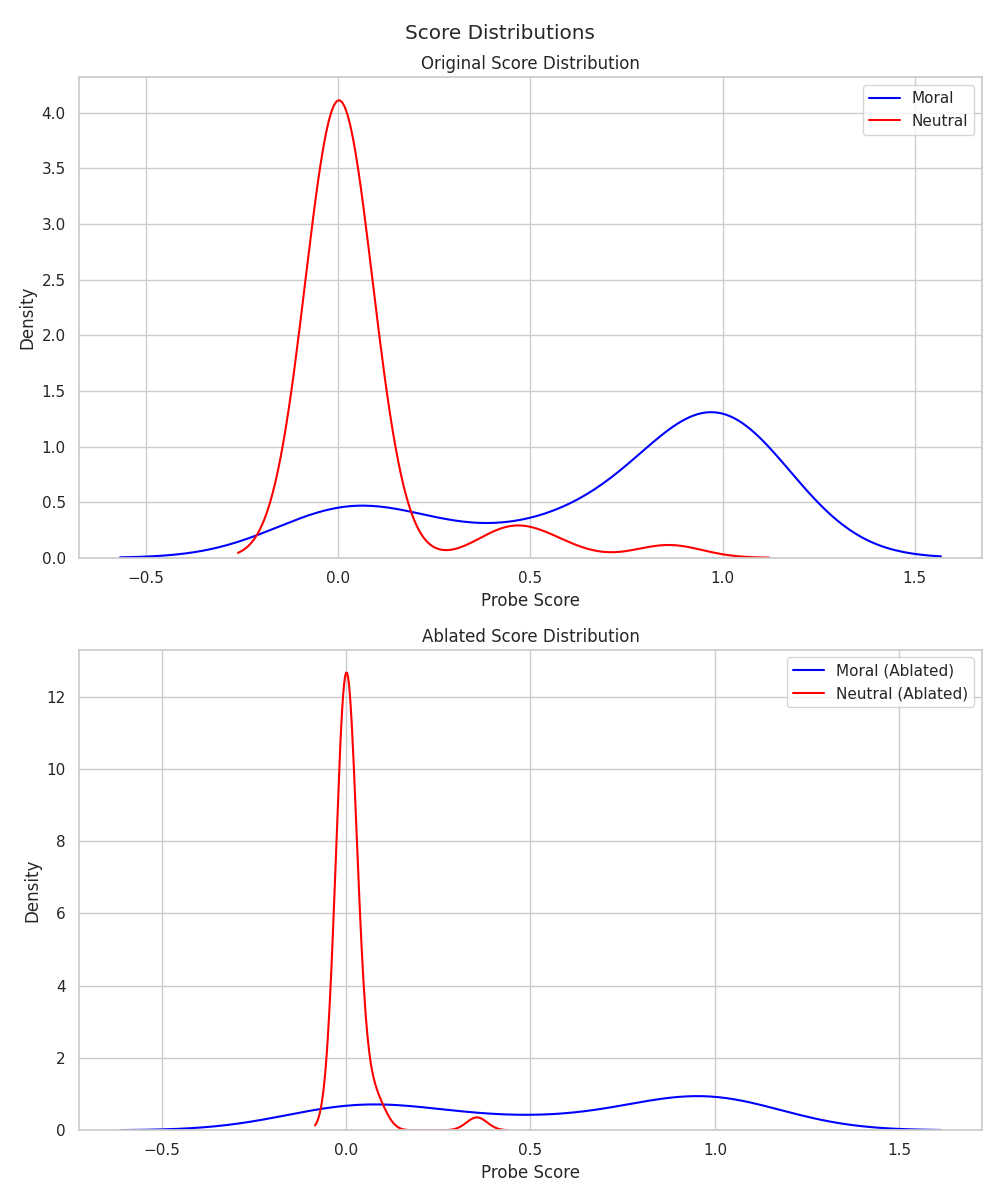 Score Distributions
Original Score Distribution
Moral
Neutral
4.0
3.5
3.0
2.5
2.0
1.5
1.0
0.5
0.0
Density
−0.5
0.0
0.5
1.0
1.5
Probe Score
Ablated Score Distribution
Moral (Ablated)
Neutral (Ablated)
12
10
8
6
4
2
0
Density
−0.5
0.0
0.5
1.0
1.5
Probe Score